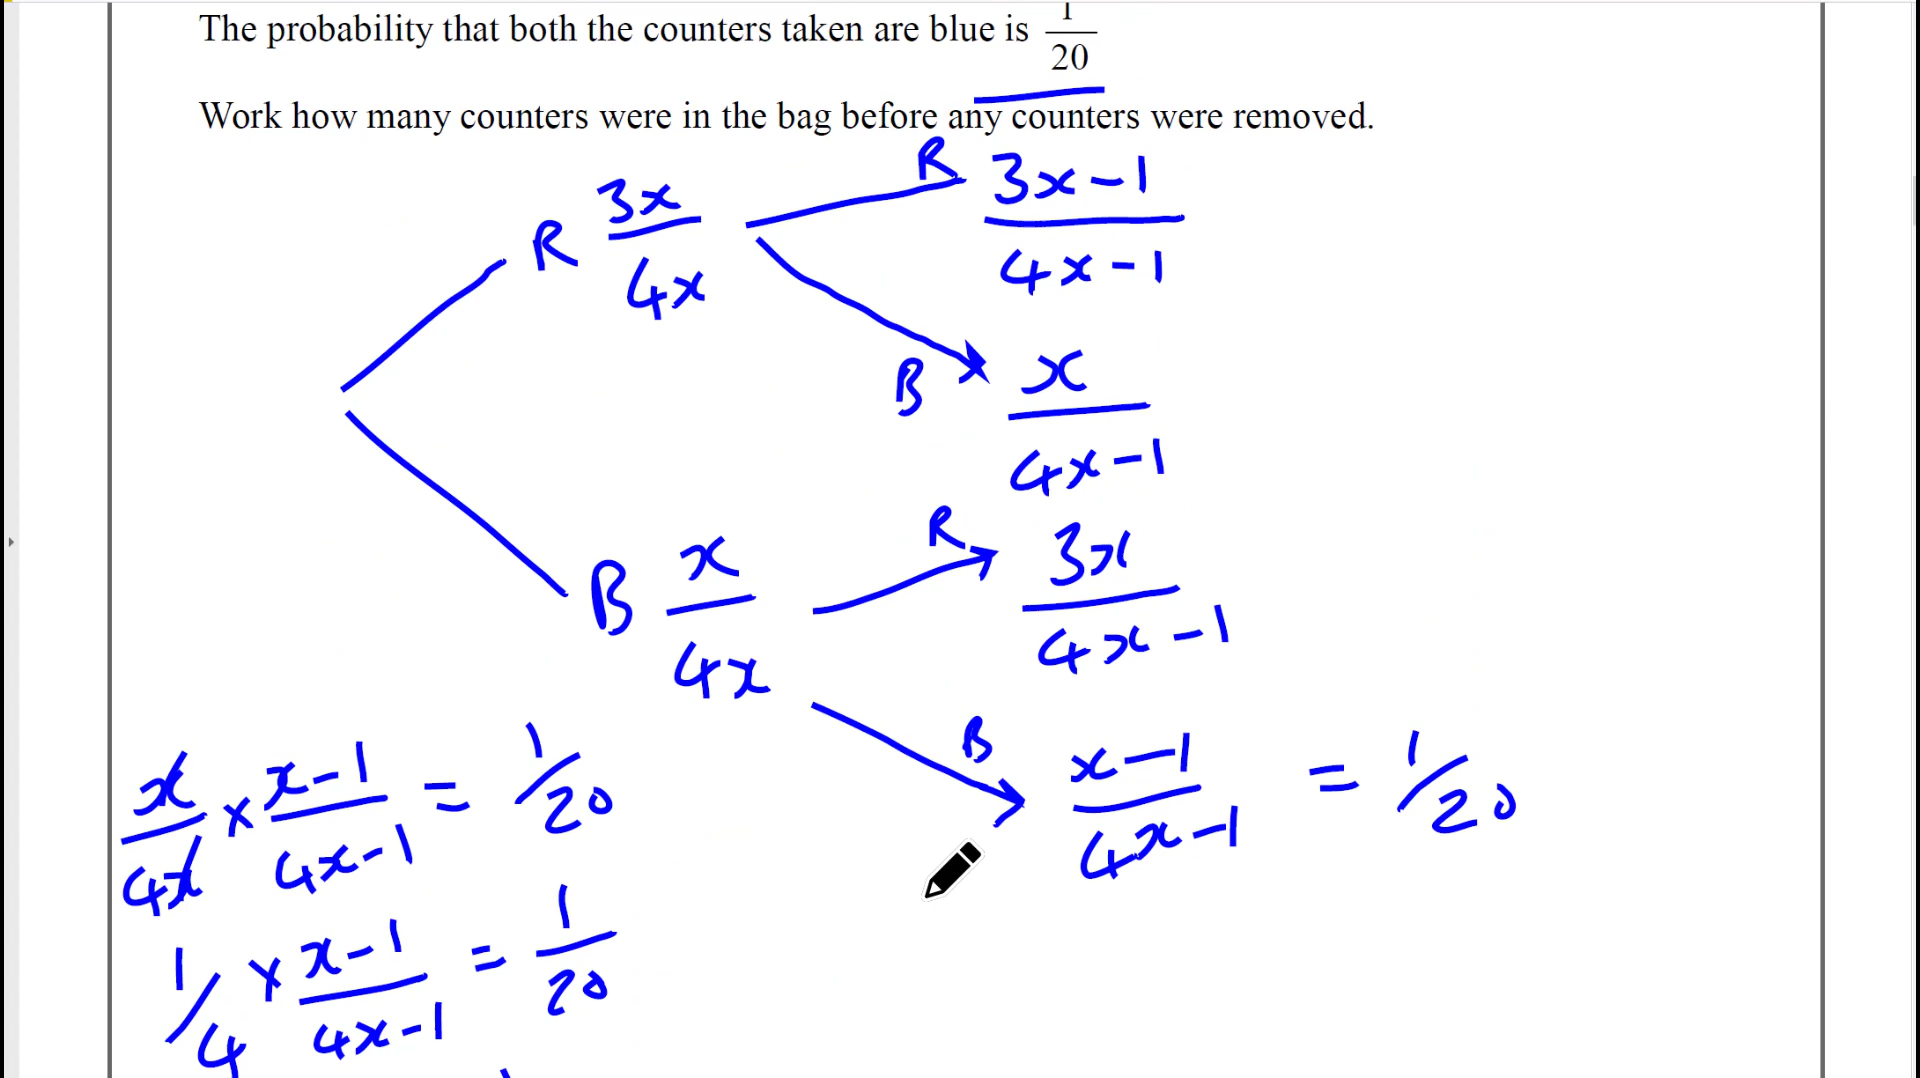 The probability that both the counters taken are blue is 1/20
Work how many counters were in the bag before any counters were removed.
R 3x/4x
R 3x-1/4x-1
B x/4x-1
B x/4x
R 3x/4x-1
B x-1/4x-1 = 1/20
x/4x × x-1/4x-1 = 1/20
1/4 × x-1/4x-1 = 1/20